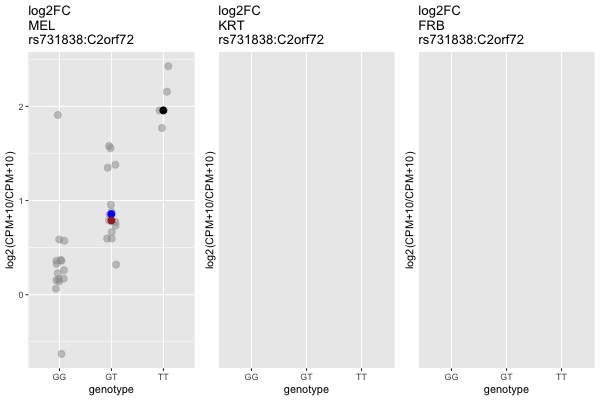 log2FC
MEL
rs731838:C2orf72
log2(CPM+10/CPM+10)
2
1
0
GG GT TT
genotype
log2FC
KRT
rs731838:C2orf72
log2(CPM+10/CPM+10)
GG GT TT
genotype
log2FC
FRB
rs731838:C2orf72
log2(CPM+10/CPM+10)
GG GT TT
genotype